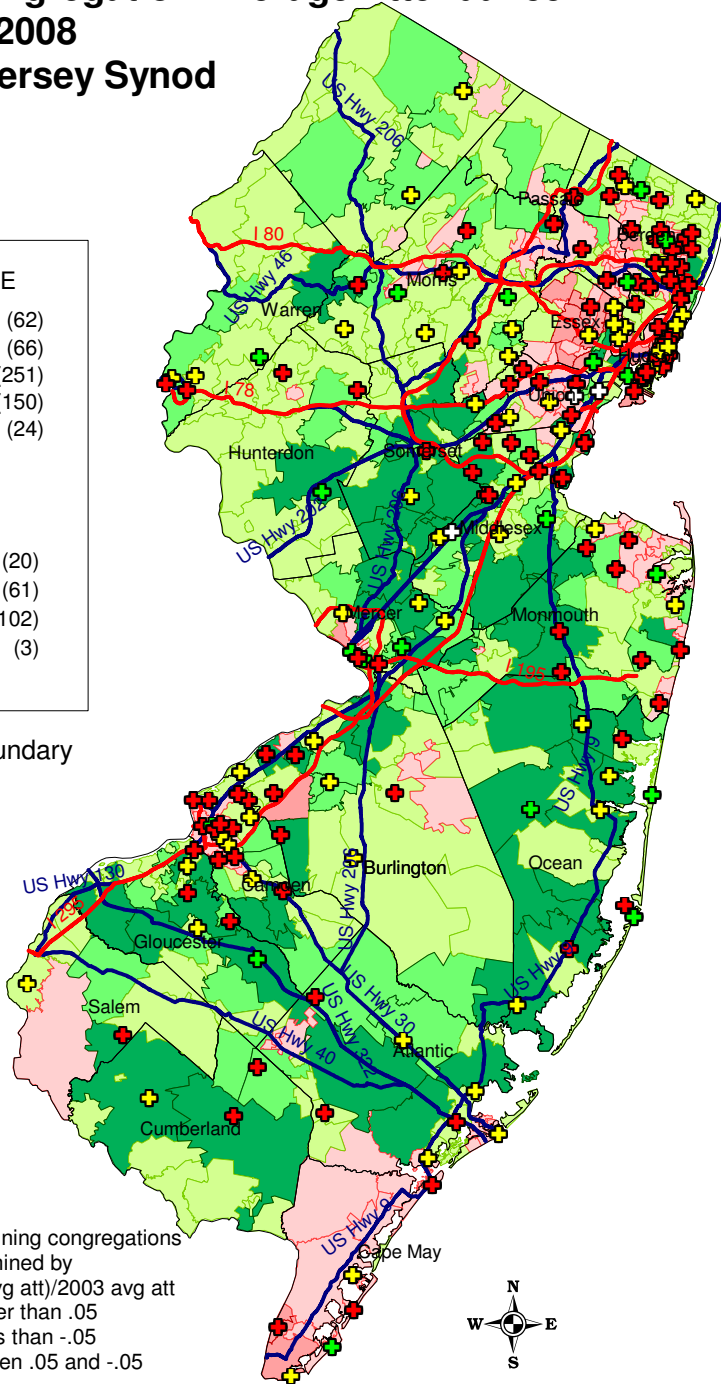 2008
ersey Synod
E
(62)
(66)
(251)
(150)
(24)
(20)
(61)
102)
(3)
undary
US Hwy 206
Passaic
Bergen
I 80
US Hwy 46
Morris
Warren
Essex
Hudson
I 78
Union
Hunterdon
Somerset
US Hwy 202
US Hwy 206
Middlesex
Mercer
Monmouth
I-195
US Hwy 9
Ocean
Burlington
US Hwy 130
Camden
I 295
US Hwy 206
Gloucester
US Hwy 9
Salem
US Hwy 30
US Hwy 322
US Hwy 40
Atlantic
Cumberland
US Hwy 9
Cape May
ning congregations
mined by
vg att)/2003 avg att
er than .05
s than -.05
en .05 and -.05
N
W E
S